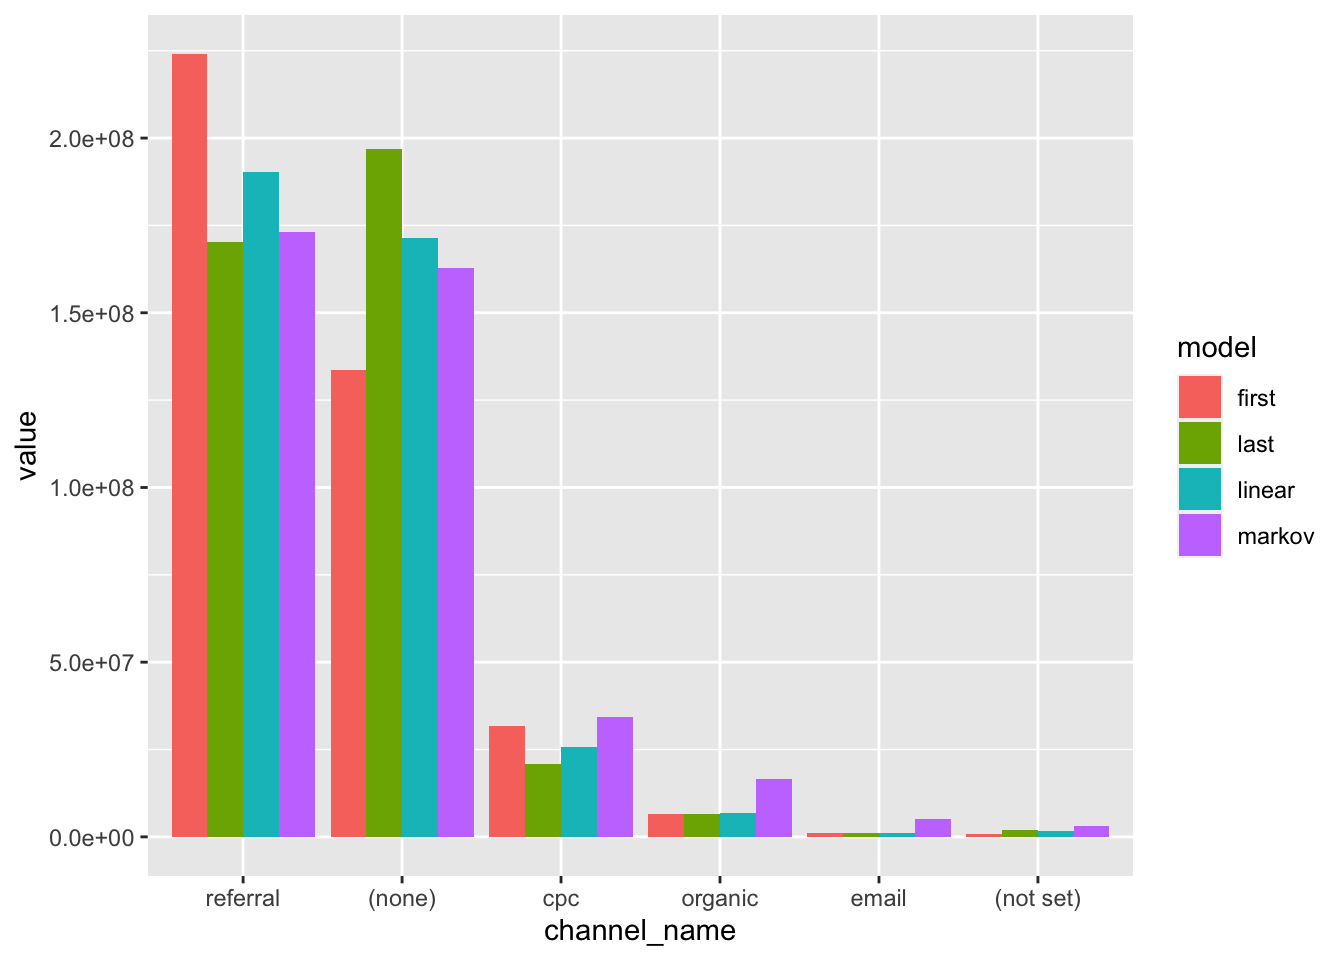 2.0e+08
1.5e+08
1.0e+08
5.0e+07
0.0e+00
value
referral (none) cpc organic email (not set)
channel_name
model
first
last
linear
markov